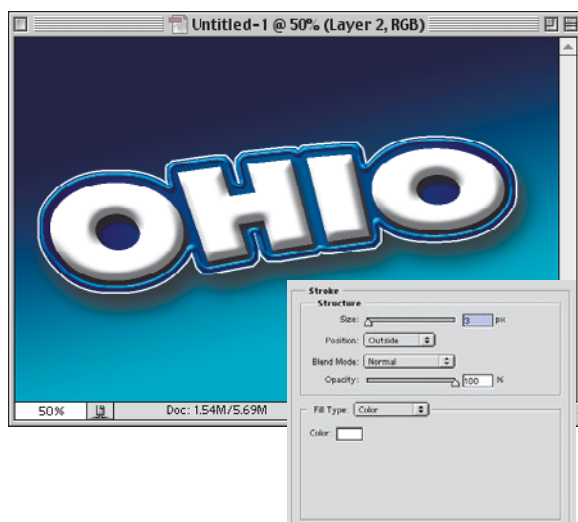 Untitled-1 @ 50% (Layer 2, RGB)
OHIO
50%
Doc: 1.54M/5.69M
Stroke
Structure
Size: 3 px
Position: Outside
Blend Mode: Normal
Opacity: 100 %
Fill Type: Color
Color: